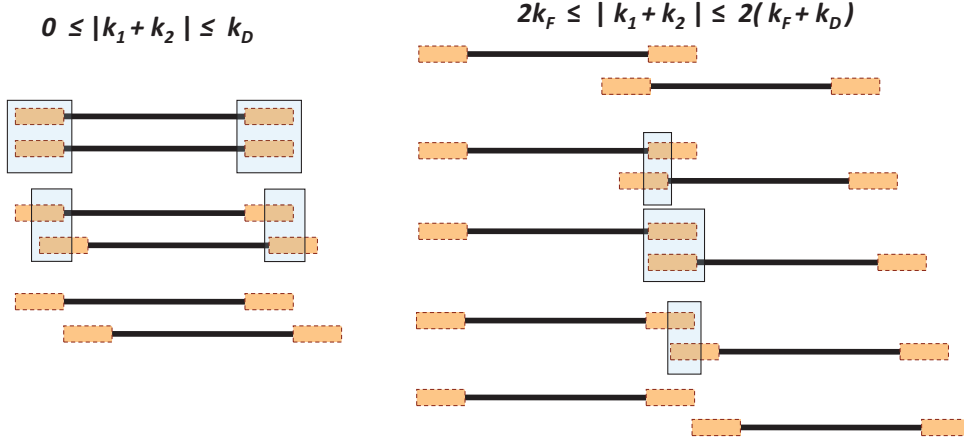 0 ≤ |k₁ + k₂ | ≤ k_D
2k_F ≤ | k₁ + k₂ | ≤ 2( k_F + k_D )